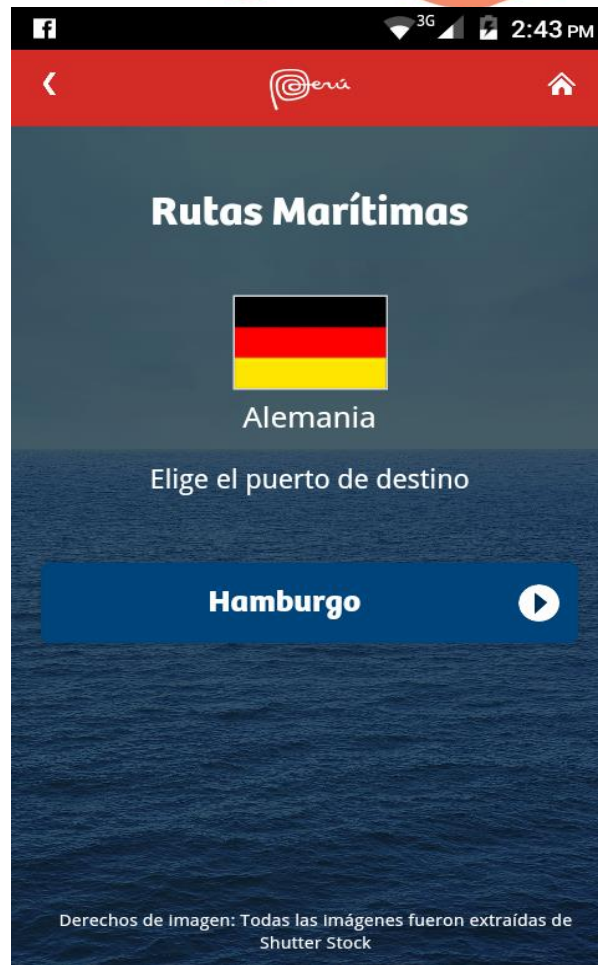 3G
2:43 PM
Perú
Rutas Marítimas
Alemania
Elige el puerto de destino
Hamburgo
Derechos de imagen: Todas las imágenes fueron extraídas de
Shutter Stock